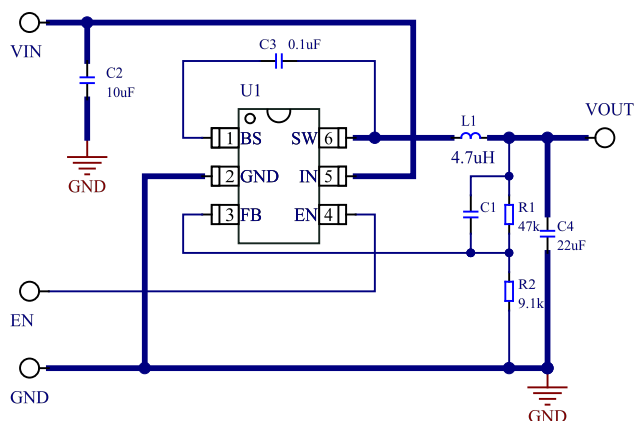 VIN
C2
10uF
GND
C3 0.1uF
U1
1 BS SW 6
2 GND IN 5
3 FB EN 4
L1
4.7uH
VOUT
C1
R1
47k
C4
22uF
R2
9.1k
EN
GND
GND